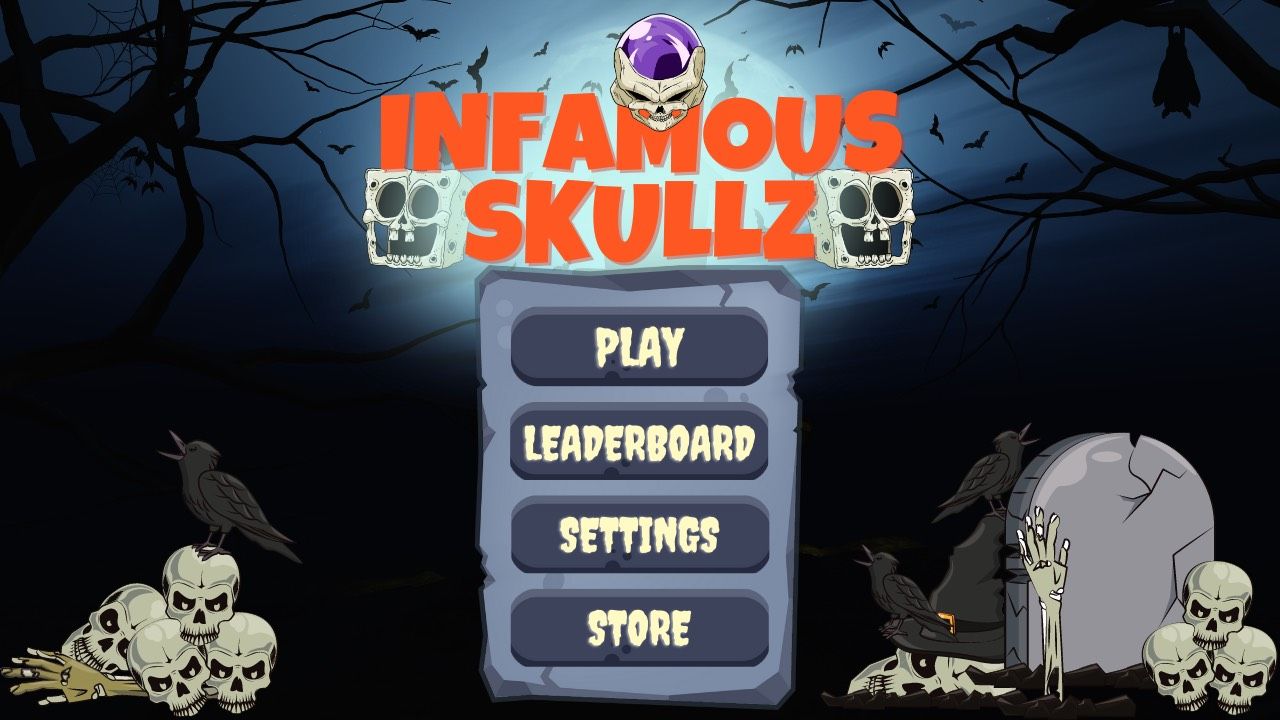 INFAMOUS
SKULLZ
PLAY
LEADERBOARD
SETTINGS
STORE